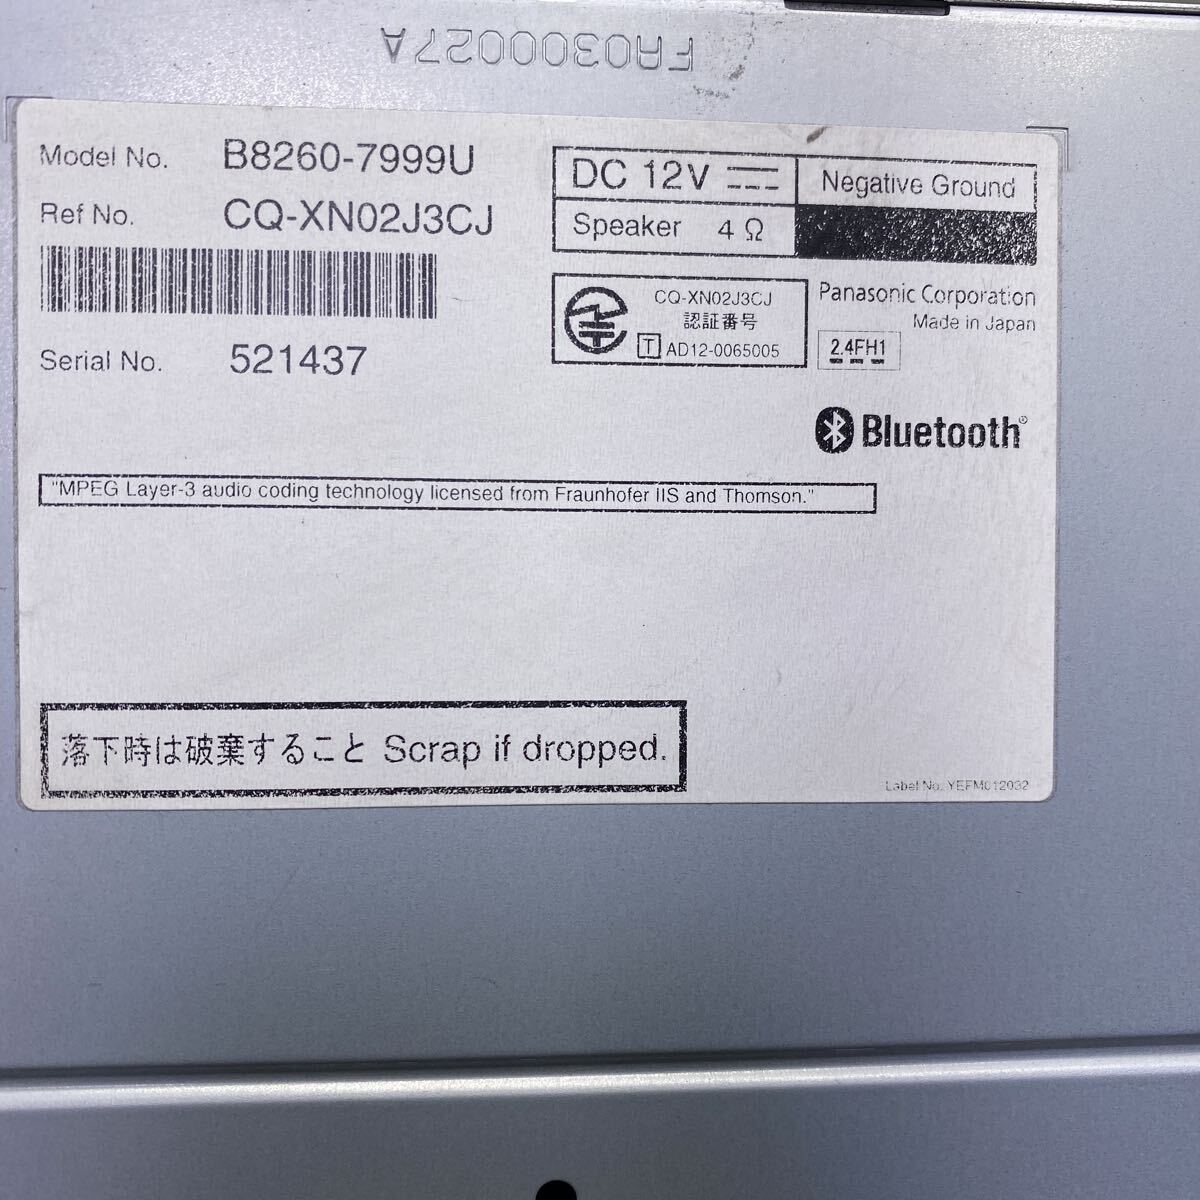 FA0300027A
Model No. B8260-7999U
Ref No. CQ-XN02J3CJ
Serial No. 521437
DC 12V
Negative Ground
Speaker 4 Ω
CQ-XN02J3CJ
認証番号
T AD12-0065005
Panasonic Corporation
Made in Japan
2.4FH1
Bluetooth®
"MPEG Layer-3 audio coding technology licensed from Fraunhofer IIS and Thomson."
落下時は破棄すること Scrap if dropped.
Label No. YEFM012032